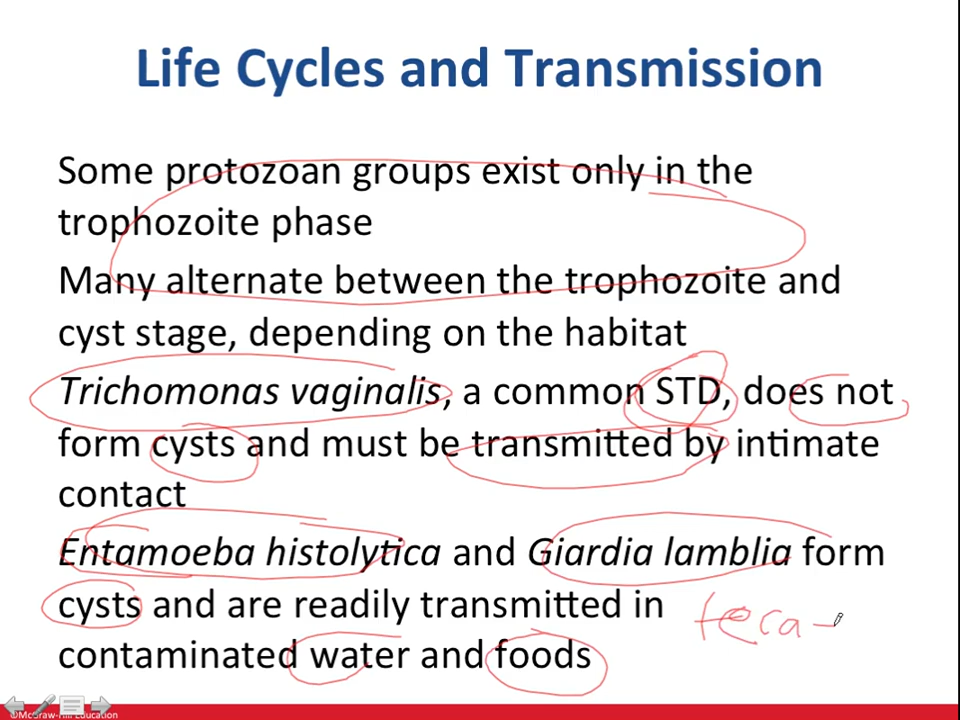 Life Cycles and Transmission
Some protozoan groups exist only in the
trophozoite phase
Many alternate between the trophozoite and
cyst stage, depending on the habitat
Trichomonas vaginalis, a common STD, does not
form cysts and must be transmitted by intimate
contact
Entamoeba histolytica and Giardia lamblia form
cysts and are readily transmitted in
contaminated water and foods
tera-
©McGraw-Hill Education